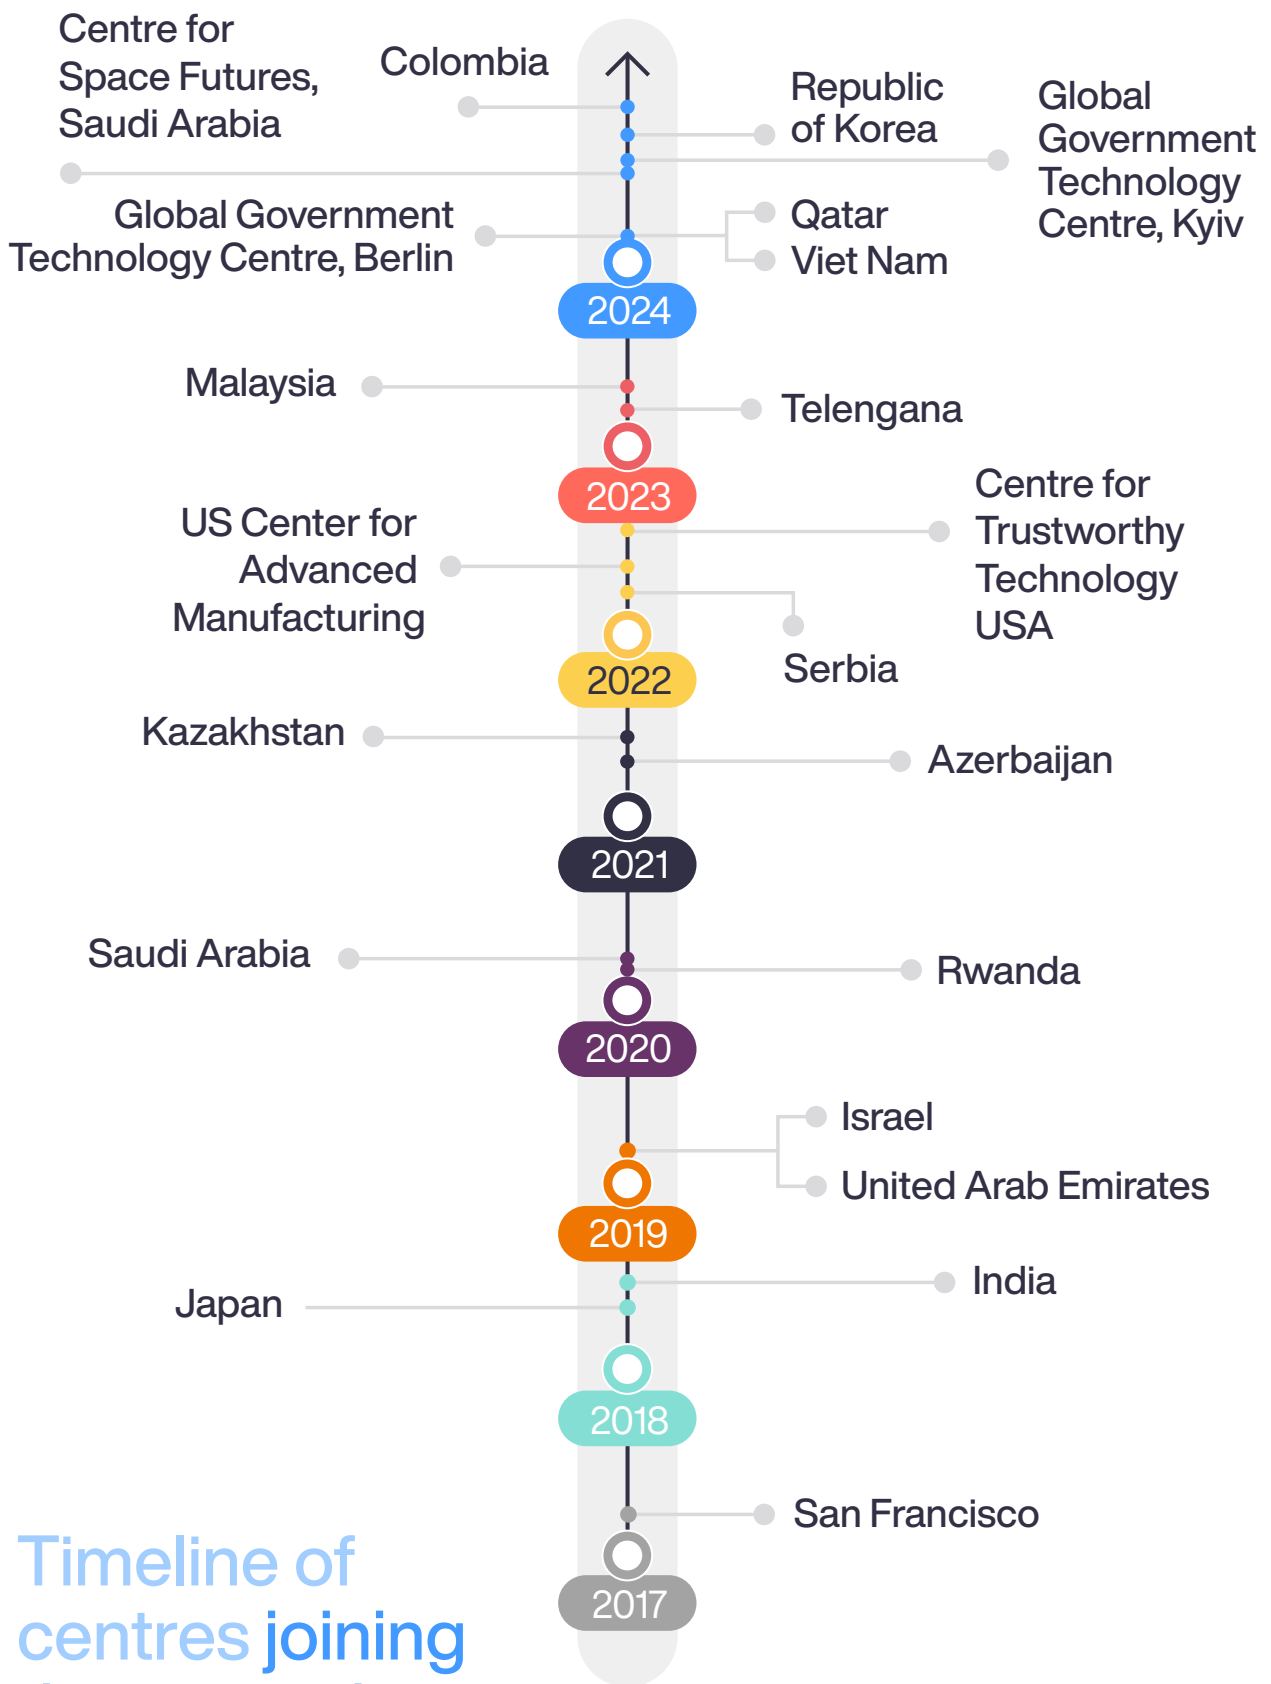 Centre for
Space Futures,
Saudi Arabia
Colombia
Republic
of Korea
Global
Government
Technology
Centre, Kyiv
Global Government
Technology Centre, Berlin
Qatar
Viet Nam
2024
Malaysia
Telengana
2023
US Center for
Advanced
Manufacturing
Centre for
Trustworthy
Technology
USA
Serbia
2022
Kazakhstan
Azerbaijan
2021
Saudi Arabia
Rwanda
2020
Israel
United Arab Emirates
2019
India
Japan
2018
San Francisco
2017
Timeline of
centres joining